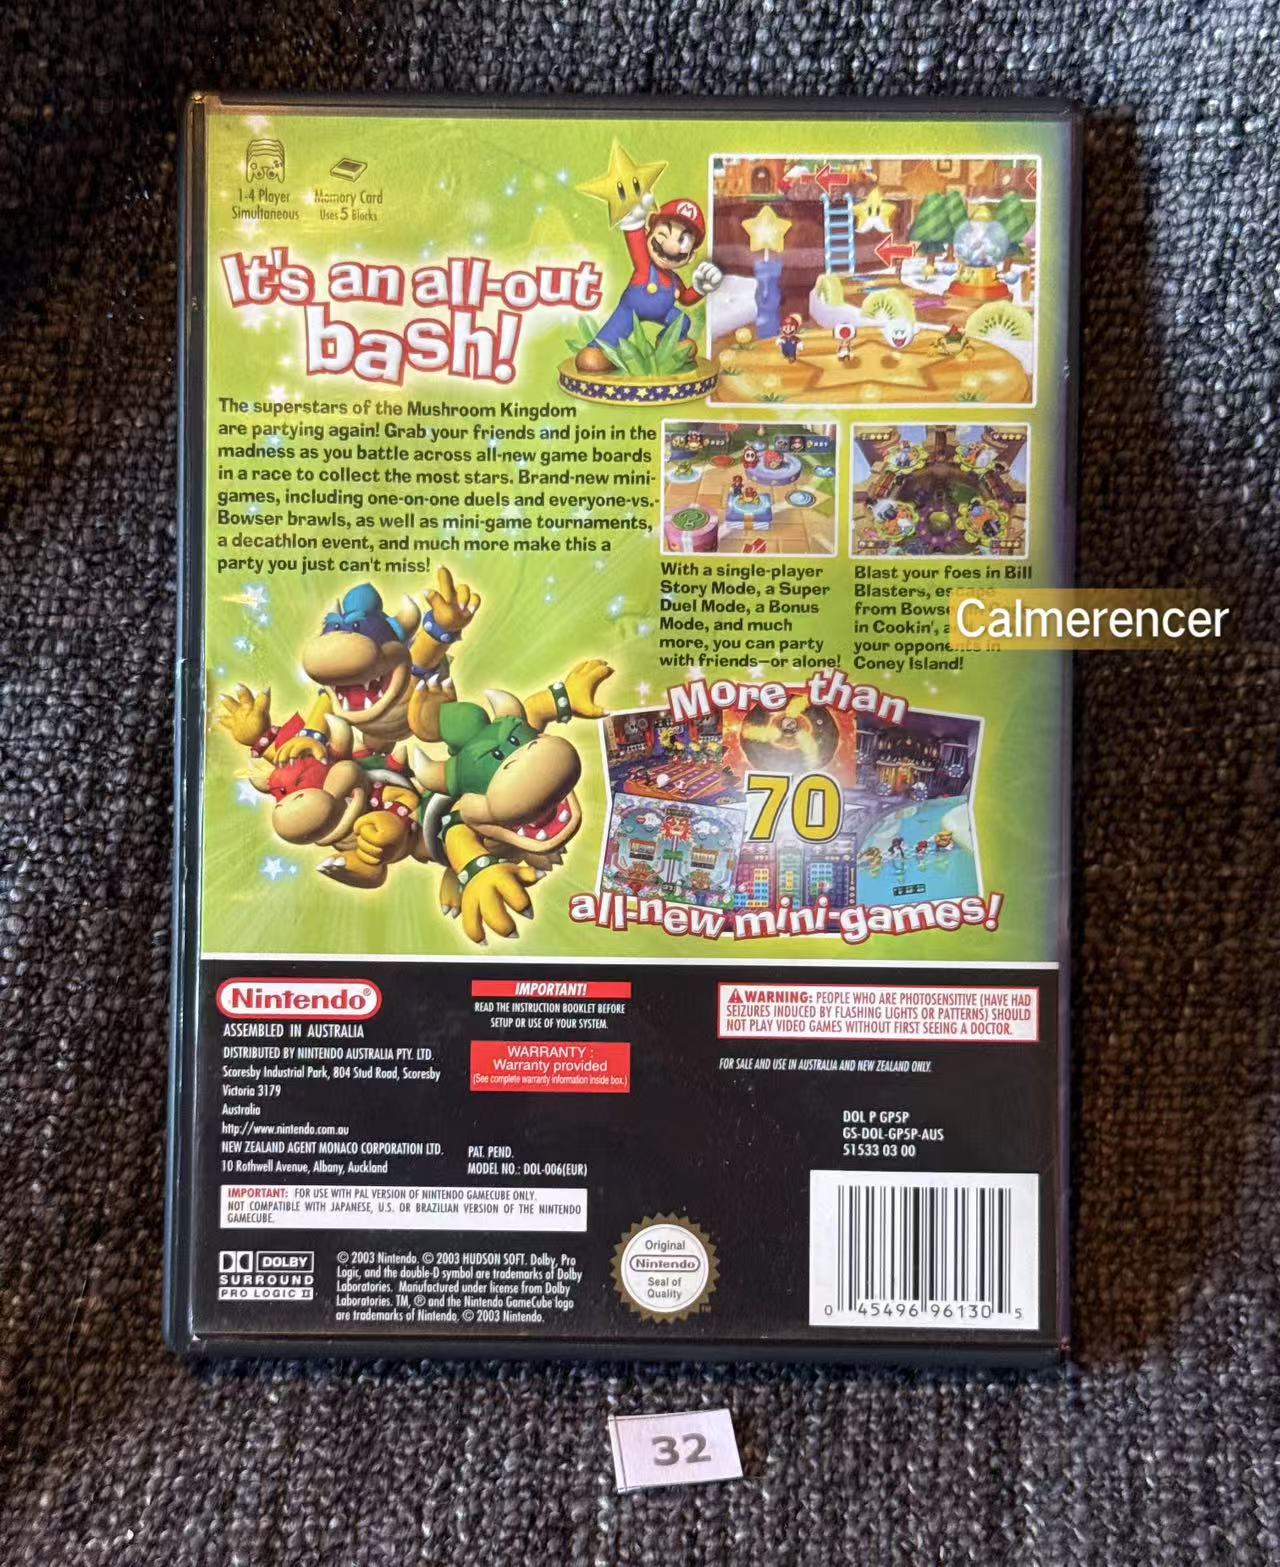 1-4 Player
Simultaneous
Memory Card
Uses 5 Blocks
It's an all-out
bash!
The superstars of the Mushroom Kingdom
are partying again! Grab your friends and join in the
madness as you battle across all-new game boards
in a race to collect the most stars. Brand-new mini-
games, including one-on-one duels and everyone-vs.-
Bowser brawls, as well as mini-game tournaments,
a decathlon event, and much more make this a
party you just can't miss!
With a single-player
Story Mode, a Super
Duel Mode, a Bonus
Mode, and much
more, you can party
with friends—or alone!
Blast your foes in Bill
Blasters, escape
from Bowse
in Cookin', a
your opponents in
Coney Island!
Calmerencer
More than
70
all-new mini-games!
Nintendo®
ASSEMBLED IN AUSTRALIA
DISTRIBUTED BY NINTENDO AUSTRALIA PTY. LTD.
Scoresby Industrial Park, 804 Stud Road, Scoresby
Victoria 3179
Australia
http://www.nintendo.com.au
NEW ZEALAND AGENT MONACO CORPORATION LTD.
10 Rothwell Avenue, Albany, Auckland
IMPORTANT!
READ THE INSTRUCTION BOOKLET BEFORE
SETUP OR USE OF YOUR SYSTEM.
WARRANTY :
Warranty provided
(See complete warranty information inside box.)
PAT. PEND.
MODEL NO.: DOL-006(EUR)
WARNING: PEOPLE WHO ARE PHOTOSENSITIVE (HAVE HAD
SEIZURES INDUCED BY FLASHING LIGHTS OR PATTERNS) SHOULD
NOT PLAY VIDEO GAMES WITHOUT FIRST SEEING A DOCTOR.
FOR SALE AND USE IN AUSTRALIA AND NEW ZEALAND ONLY.
DOL P GP5P
GS-DOL-GP5P-AUS
51533 03 00
IMPORTANT: FOR USE WITH PAL VERSION OF NINTENDO GAMECUBE ONLY.
NOT COMPATIBLE WITH JAPANESE, U.S. OR BRAZILIAN VERSION OF THE NINTENDO
GAMECUBE.
DOLBY
SURROUND
PRO LOGIC II
© 2003 Nintendo. © 2003 HUDSON SOFT. Dolby, Pro
Logic, and the double-D symbol are trademarks of Dolby
Laboratories. Manufactured under license from Dolby
Laboratories. TM, ® and the Nintendo GameCube logo
are trademarks of Nintendo. © 2003 Nintendo.
Original
Nintendo
Seal of
Quality
TM
0 45496 96130 5
32